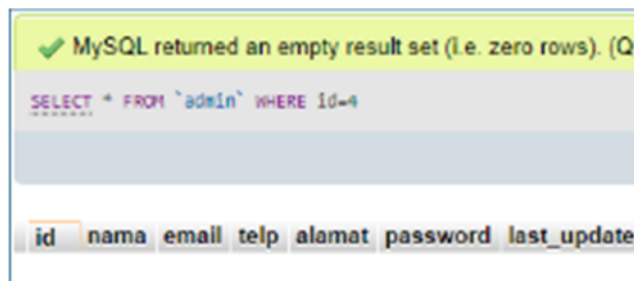 MySQL returned an empty result set (i.e. zero rows). (Q
SELECT * FROM `admin` WHERE id=4
id nama email telp alamat password last_update